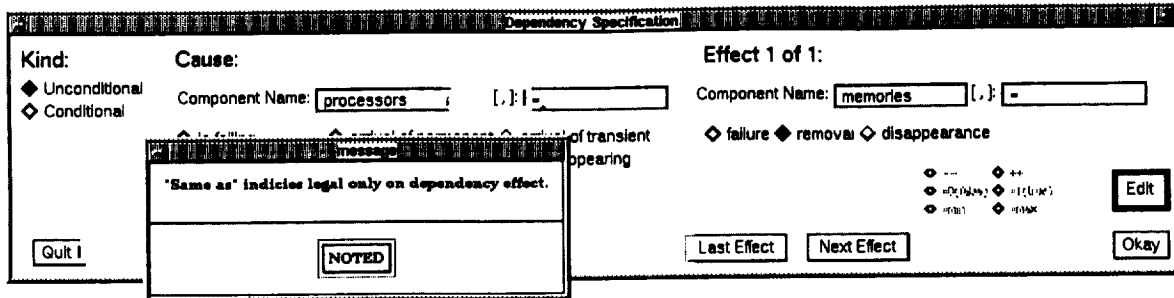 Dependency Specification
Kind:
Unconditional
Conditional
Cause:
Component Name: processors [,]: =
of transient
ppearing
Effect 1 of 1:
Component Name: memories [,]: =
failure removal disappearance
-- ++
Edit
Last Effect Next Effect
Okay
Quit
message
"Same as" indicies legal only on dependency effect.
NOTED